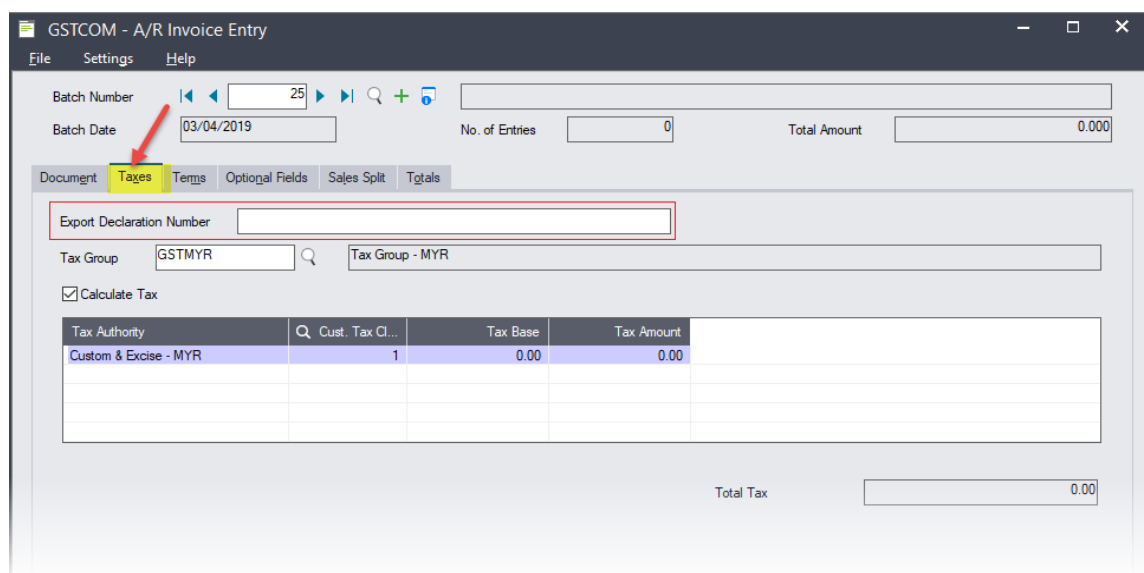 GSTCOM - A/R Invoice Entry
File Settings Help
Batch Number 25
Batch Date 03/04/2019 No. of Entries 0 Total Amount 0.000
Document Taxes Terms Optional Fields Sales Split Totals
Export Declaration Number
Tax Group GSTMYR Tax Group - MYR
Calculate Tax
Tax Authority Cust. Tax Cl... Tax Base Tax Amount
Custom & Excise - MYR 1 0.00 0.00
Total Tax 0.00